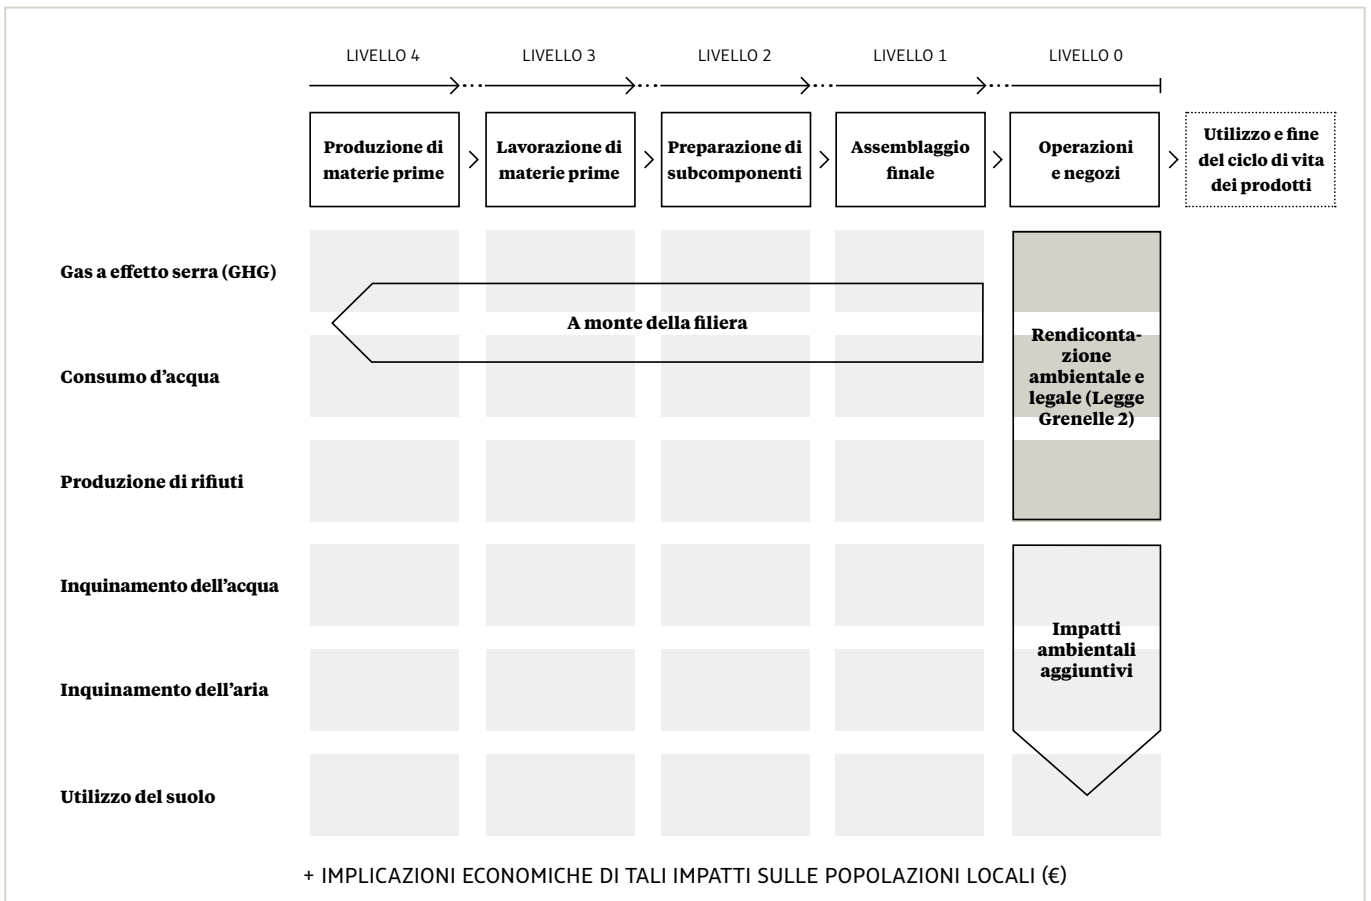 LIVELLO 4 LIVELLO 3 LIVELLO 2 LIVELLO 1 LIVELLO 0
Produzione di
materie prime
Lavorazione di
materie prime
Preparazione di
subcomponenti
Assemblaggio
finale
Operazioni
e negozi
Utilizzo e fine
del ciclo di vita
dei prodotti
Gas a effetto serra (GHG)
A monte della filiera
Rendiconta-
zione
ambientale e
legale (Legge
Grenelle 2)
Consumo d’acqua
Produzione di rifiuti
Inquinamento dell’acqua
Impatti
ambientali
aggiuntivi
Inquinamento dell’aria
Utilizzo del suolo
+ IMPLICAZIONI ECONOMICHE DI TALI IMPATTI SULLE POPOLAZIONI LOCALI (€)